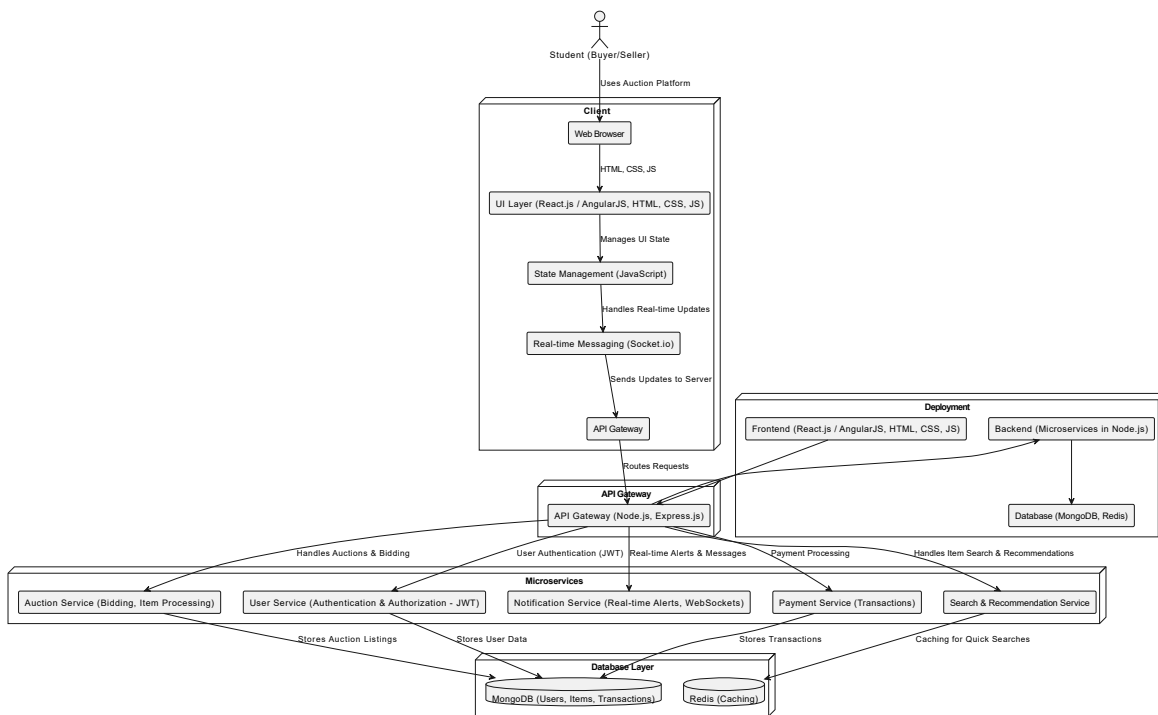 Student (Buyer/Seller)
Uses Auction Platform
Client
Web Browser
HTML, CSS, JS
UI Layer (React.js / AngularJS, HTML, CSS, JS)
Manages UI State
State Management (JavaScript)
Handles Real-time Updates
Real-time Messaging (Socket.io)
Sends Updates to Server
API Gateway
Routes Requests
Deployment
Frontend (React.js / AngularJS, HTML, CSS, JS)
Backend (Microservices in Node.js)
Database (MongoDB, Redis)
API Gateway
API Gateway (Node.js, Express.js)
Handles Auctions & Bidding
User Authentication (JWT)
Real-time Alerts & Messages
Payment Processing
Handles Item Search & Recommendations
Microservices
Auction Service (Bidding, Item Processing)
User Service (Authentication & Authorization - JWT)
Notification Service (Real-time Alerts, WebSockets)
Payment Service (Transactions)
Search & Recommendation Service
Stores Auction Listings
Stores User Data
Stores Transactions
Caching for Quick Searches
Database Layer
MongoDB (Users, Items, Transactions)
Redis (Caching)